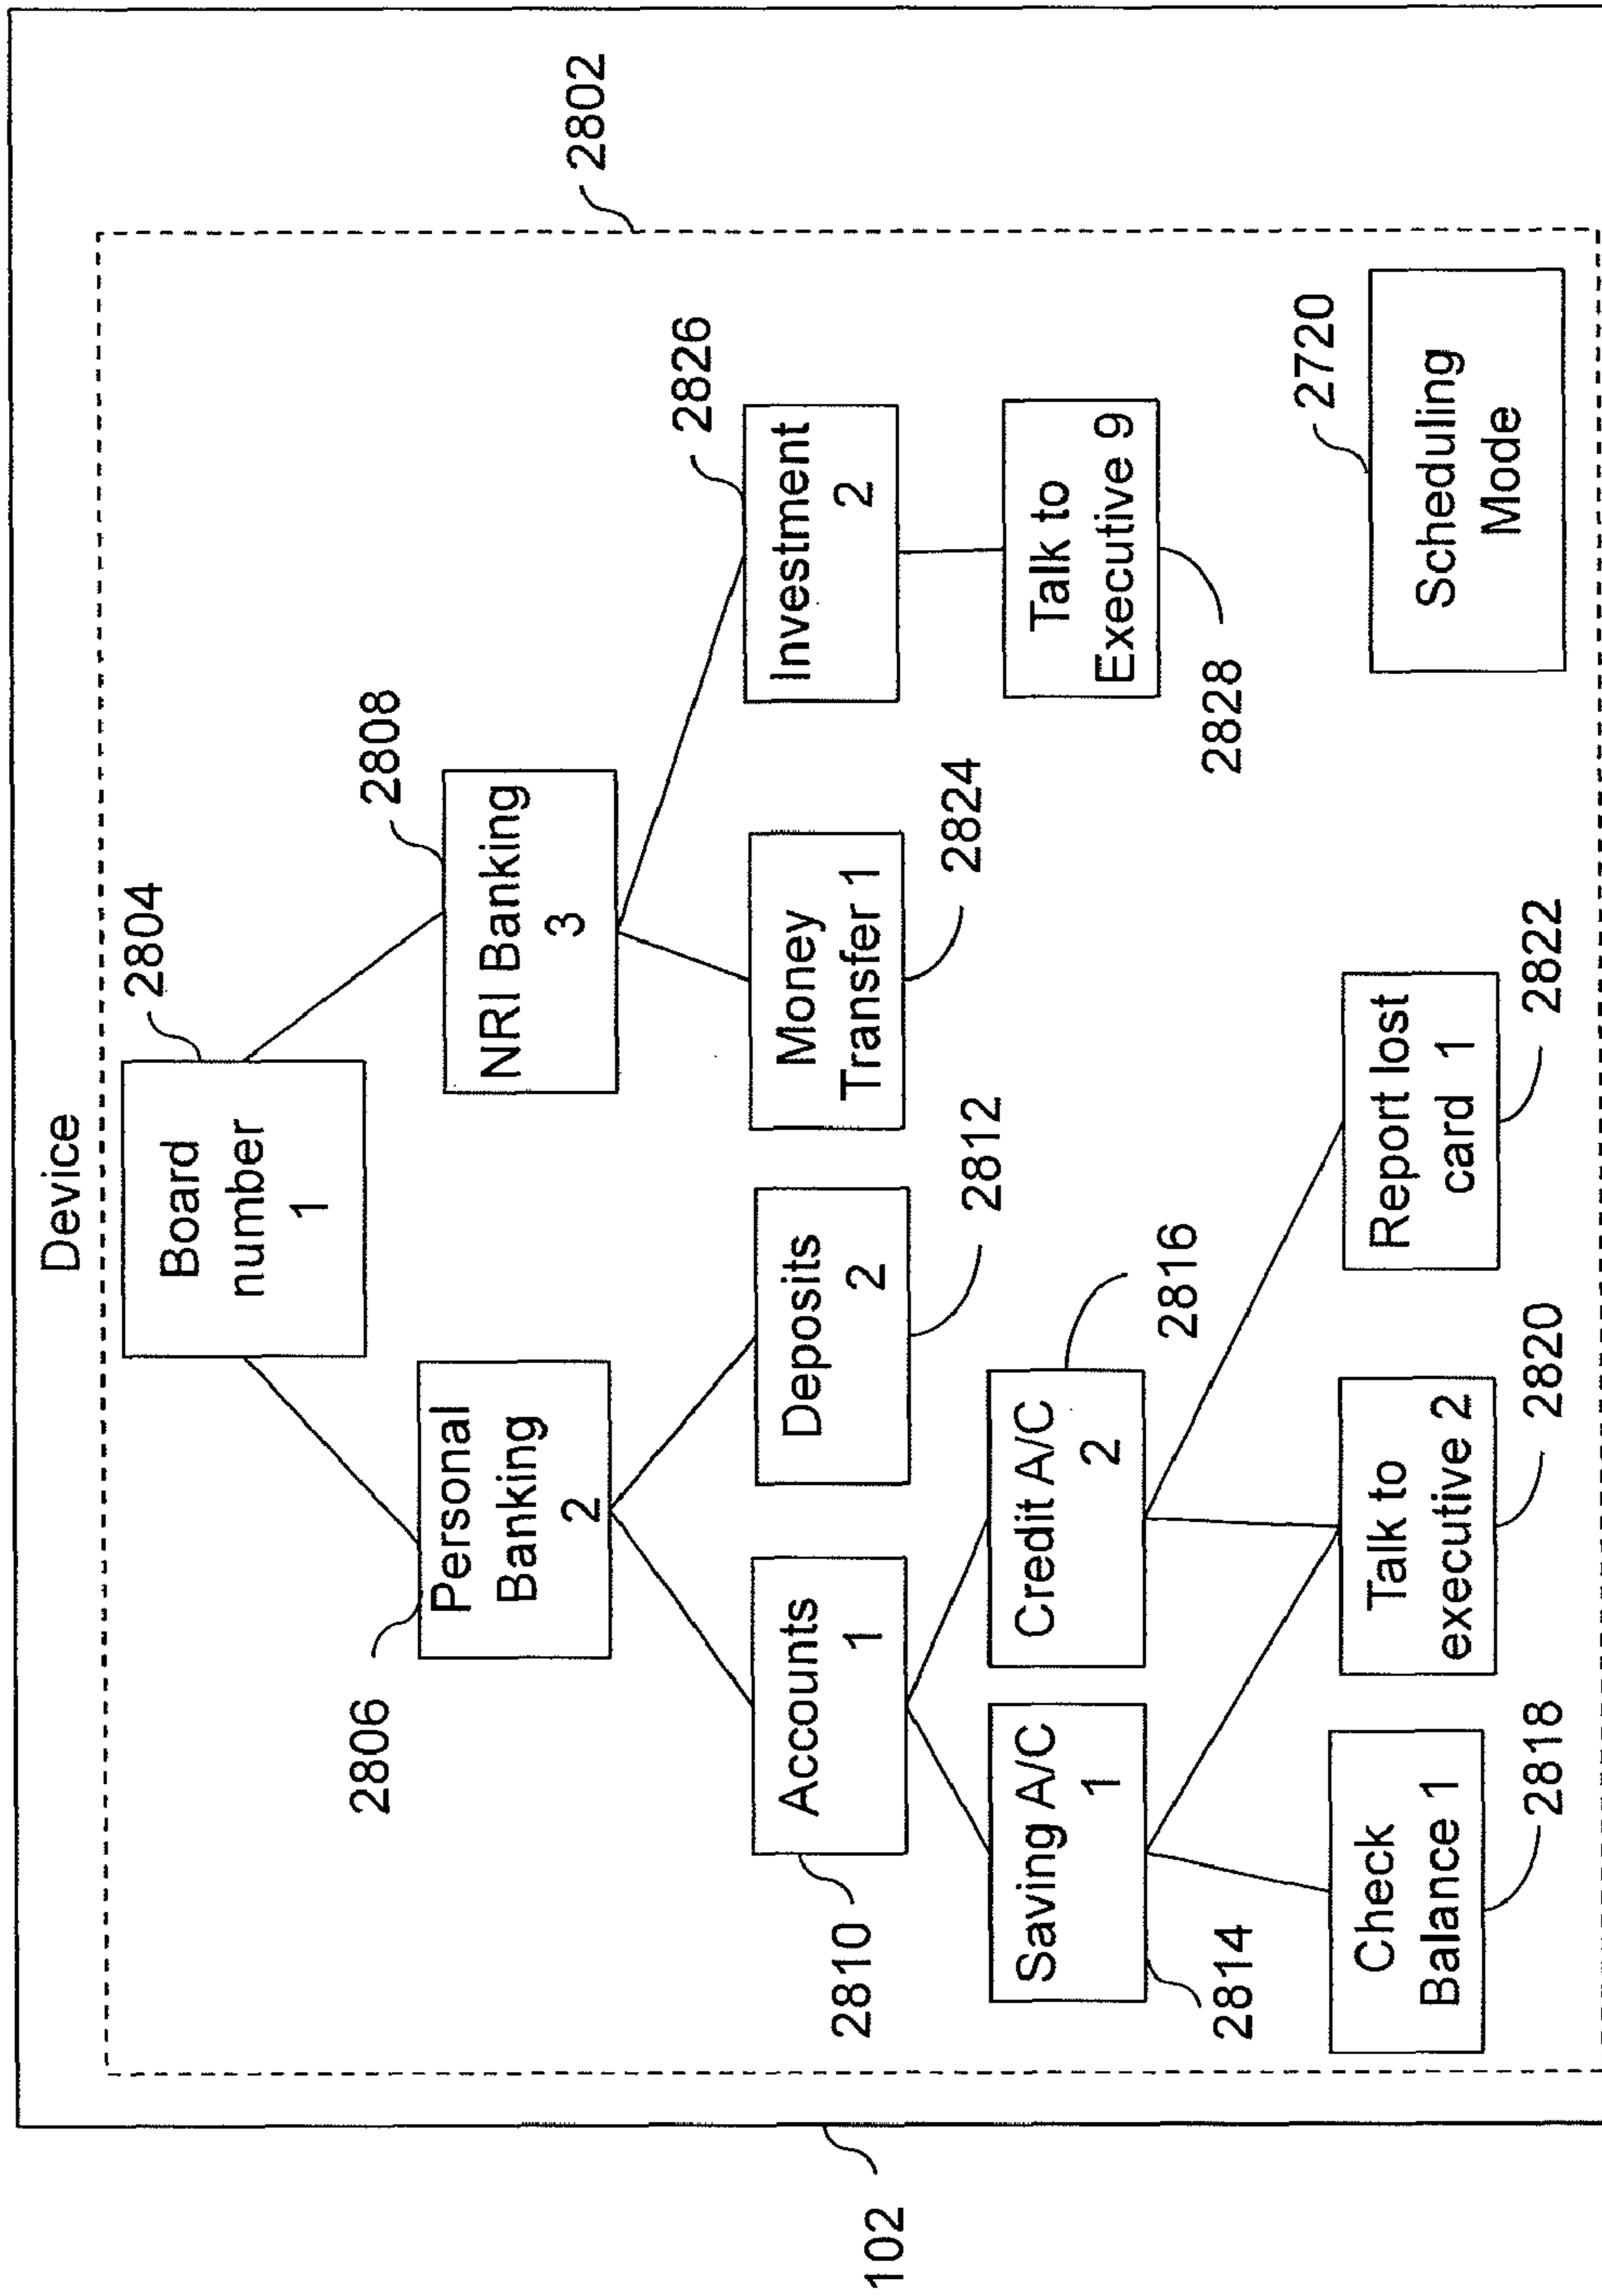 Device
2802
2804
Board
number
1
2806
Personal
Banking
2
2808
NRI Banking
3
2810
Accounts
1
2812
Deposits
2
2824
Money
Transfer 1
2826
Investment
2
2814
Saving A/C
1
2816
Credit A/C
2
2828
Talk to
Executive 9
2818
Check
Balance 1
2820
Talk to
executive 2
2822
Report lost
card 1
2720
Scheduling
Mode
102